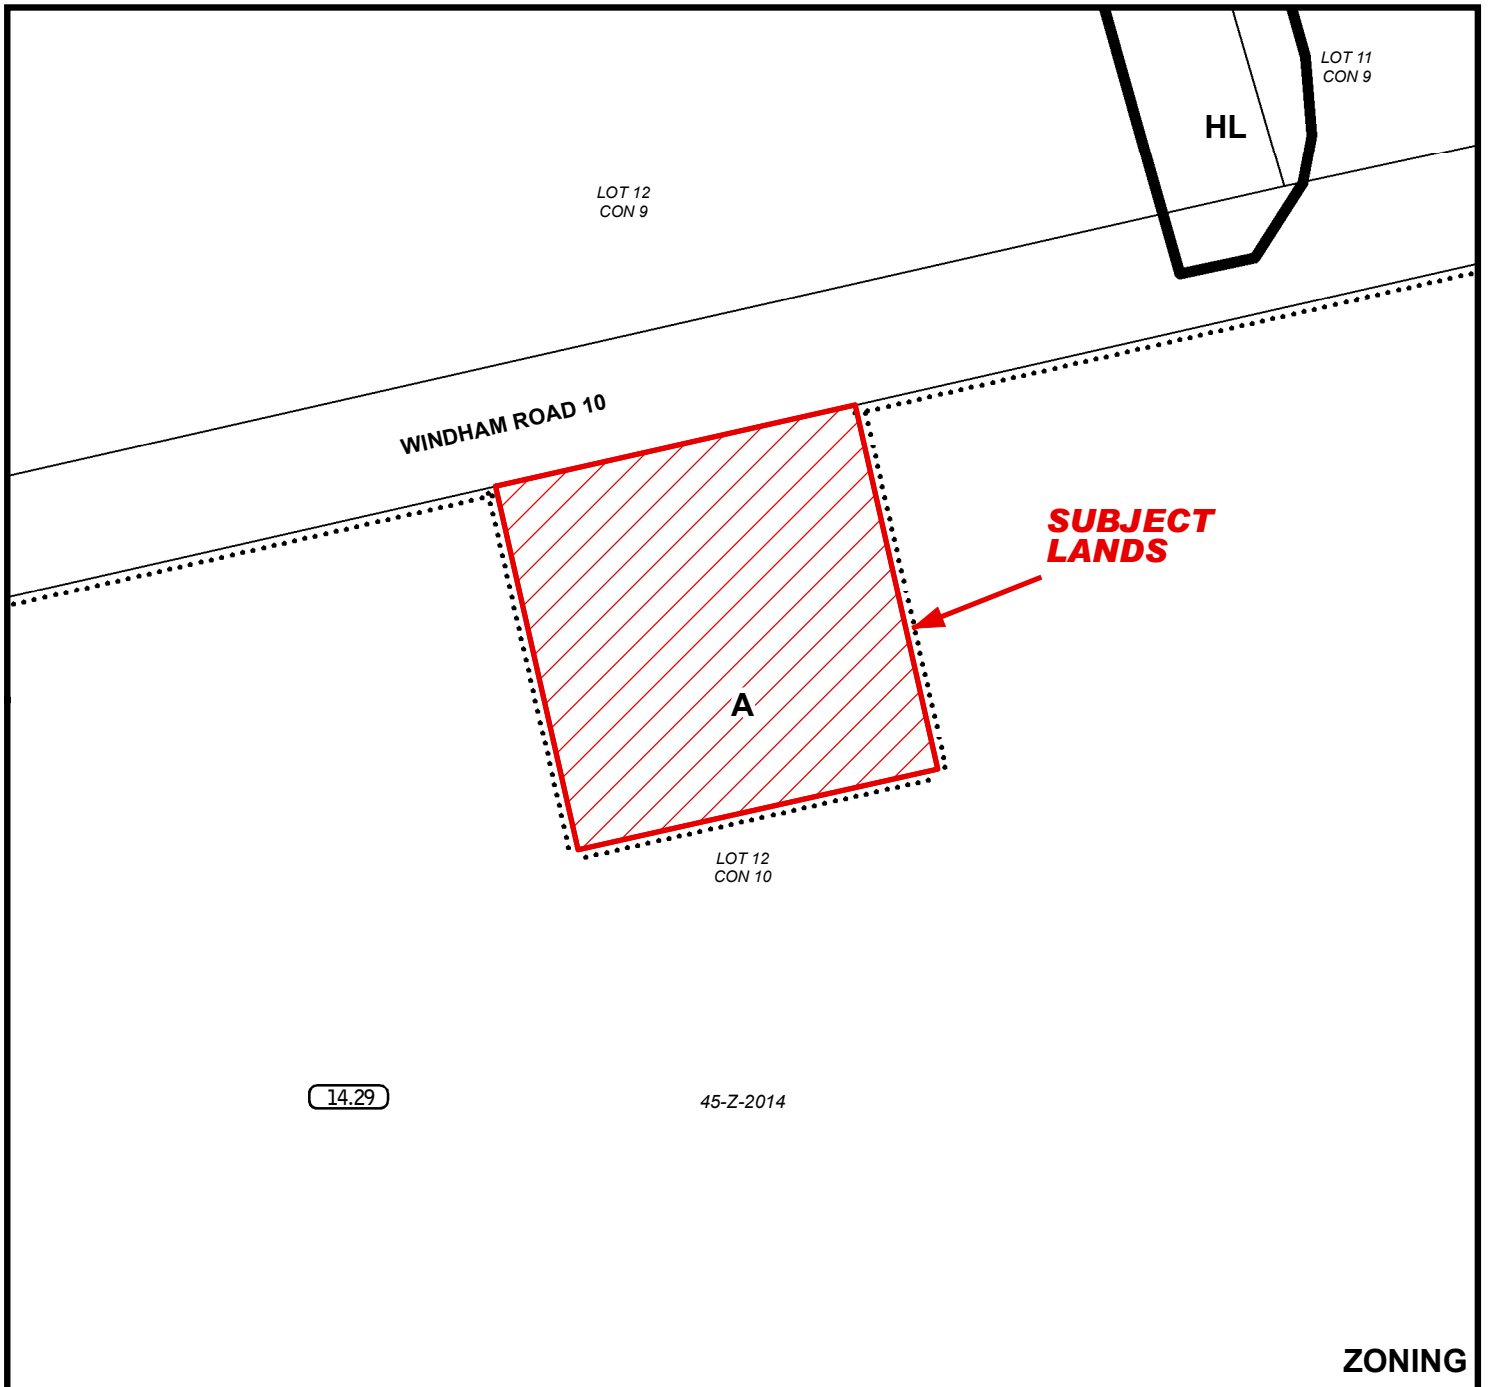 LOT 11
CON 9
HL
LOT 12
CON 9
WINDHAM ROAD 10
SUBJECT
LANDS
A
LOT 12
CON 10
14.29
45-Z-2014
ZONING